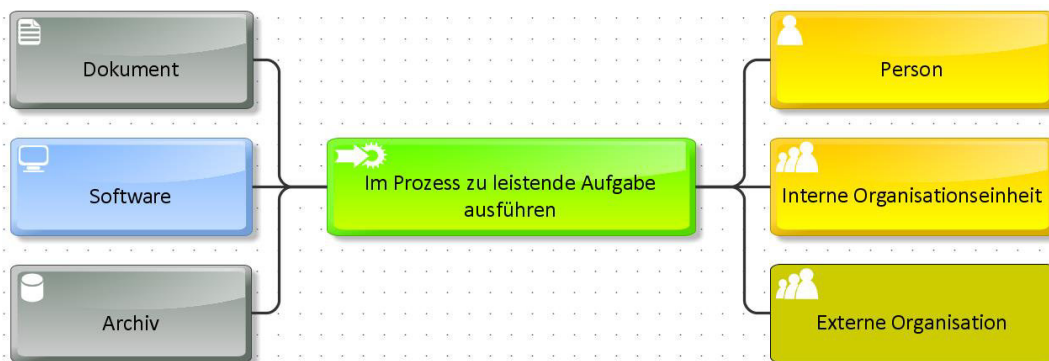 Dokument
Person
Software
Im Prozess zu leistende Aufgabe
ausführen
Interne Organisationseinheit
Archiv
Externe Organisation